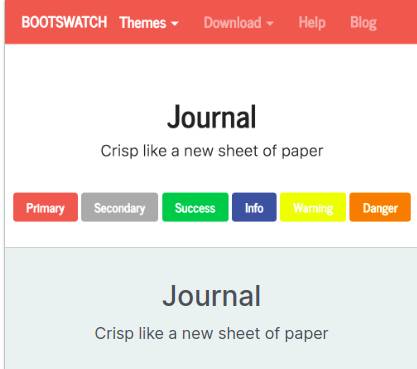 BOOTSWATCH Themes Download Help Blog
Journal
Crisp like a new sheet of paper
Primary Secondary Success Info Warning Danger
Journal
Crisp like a new sheet of paper